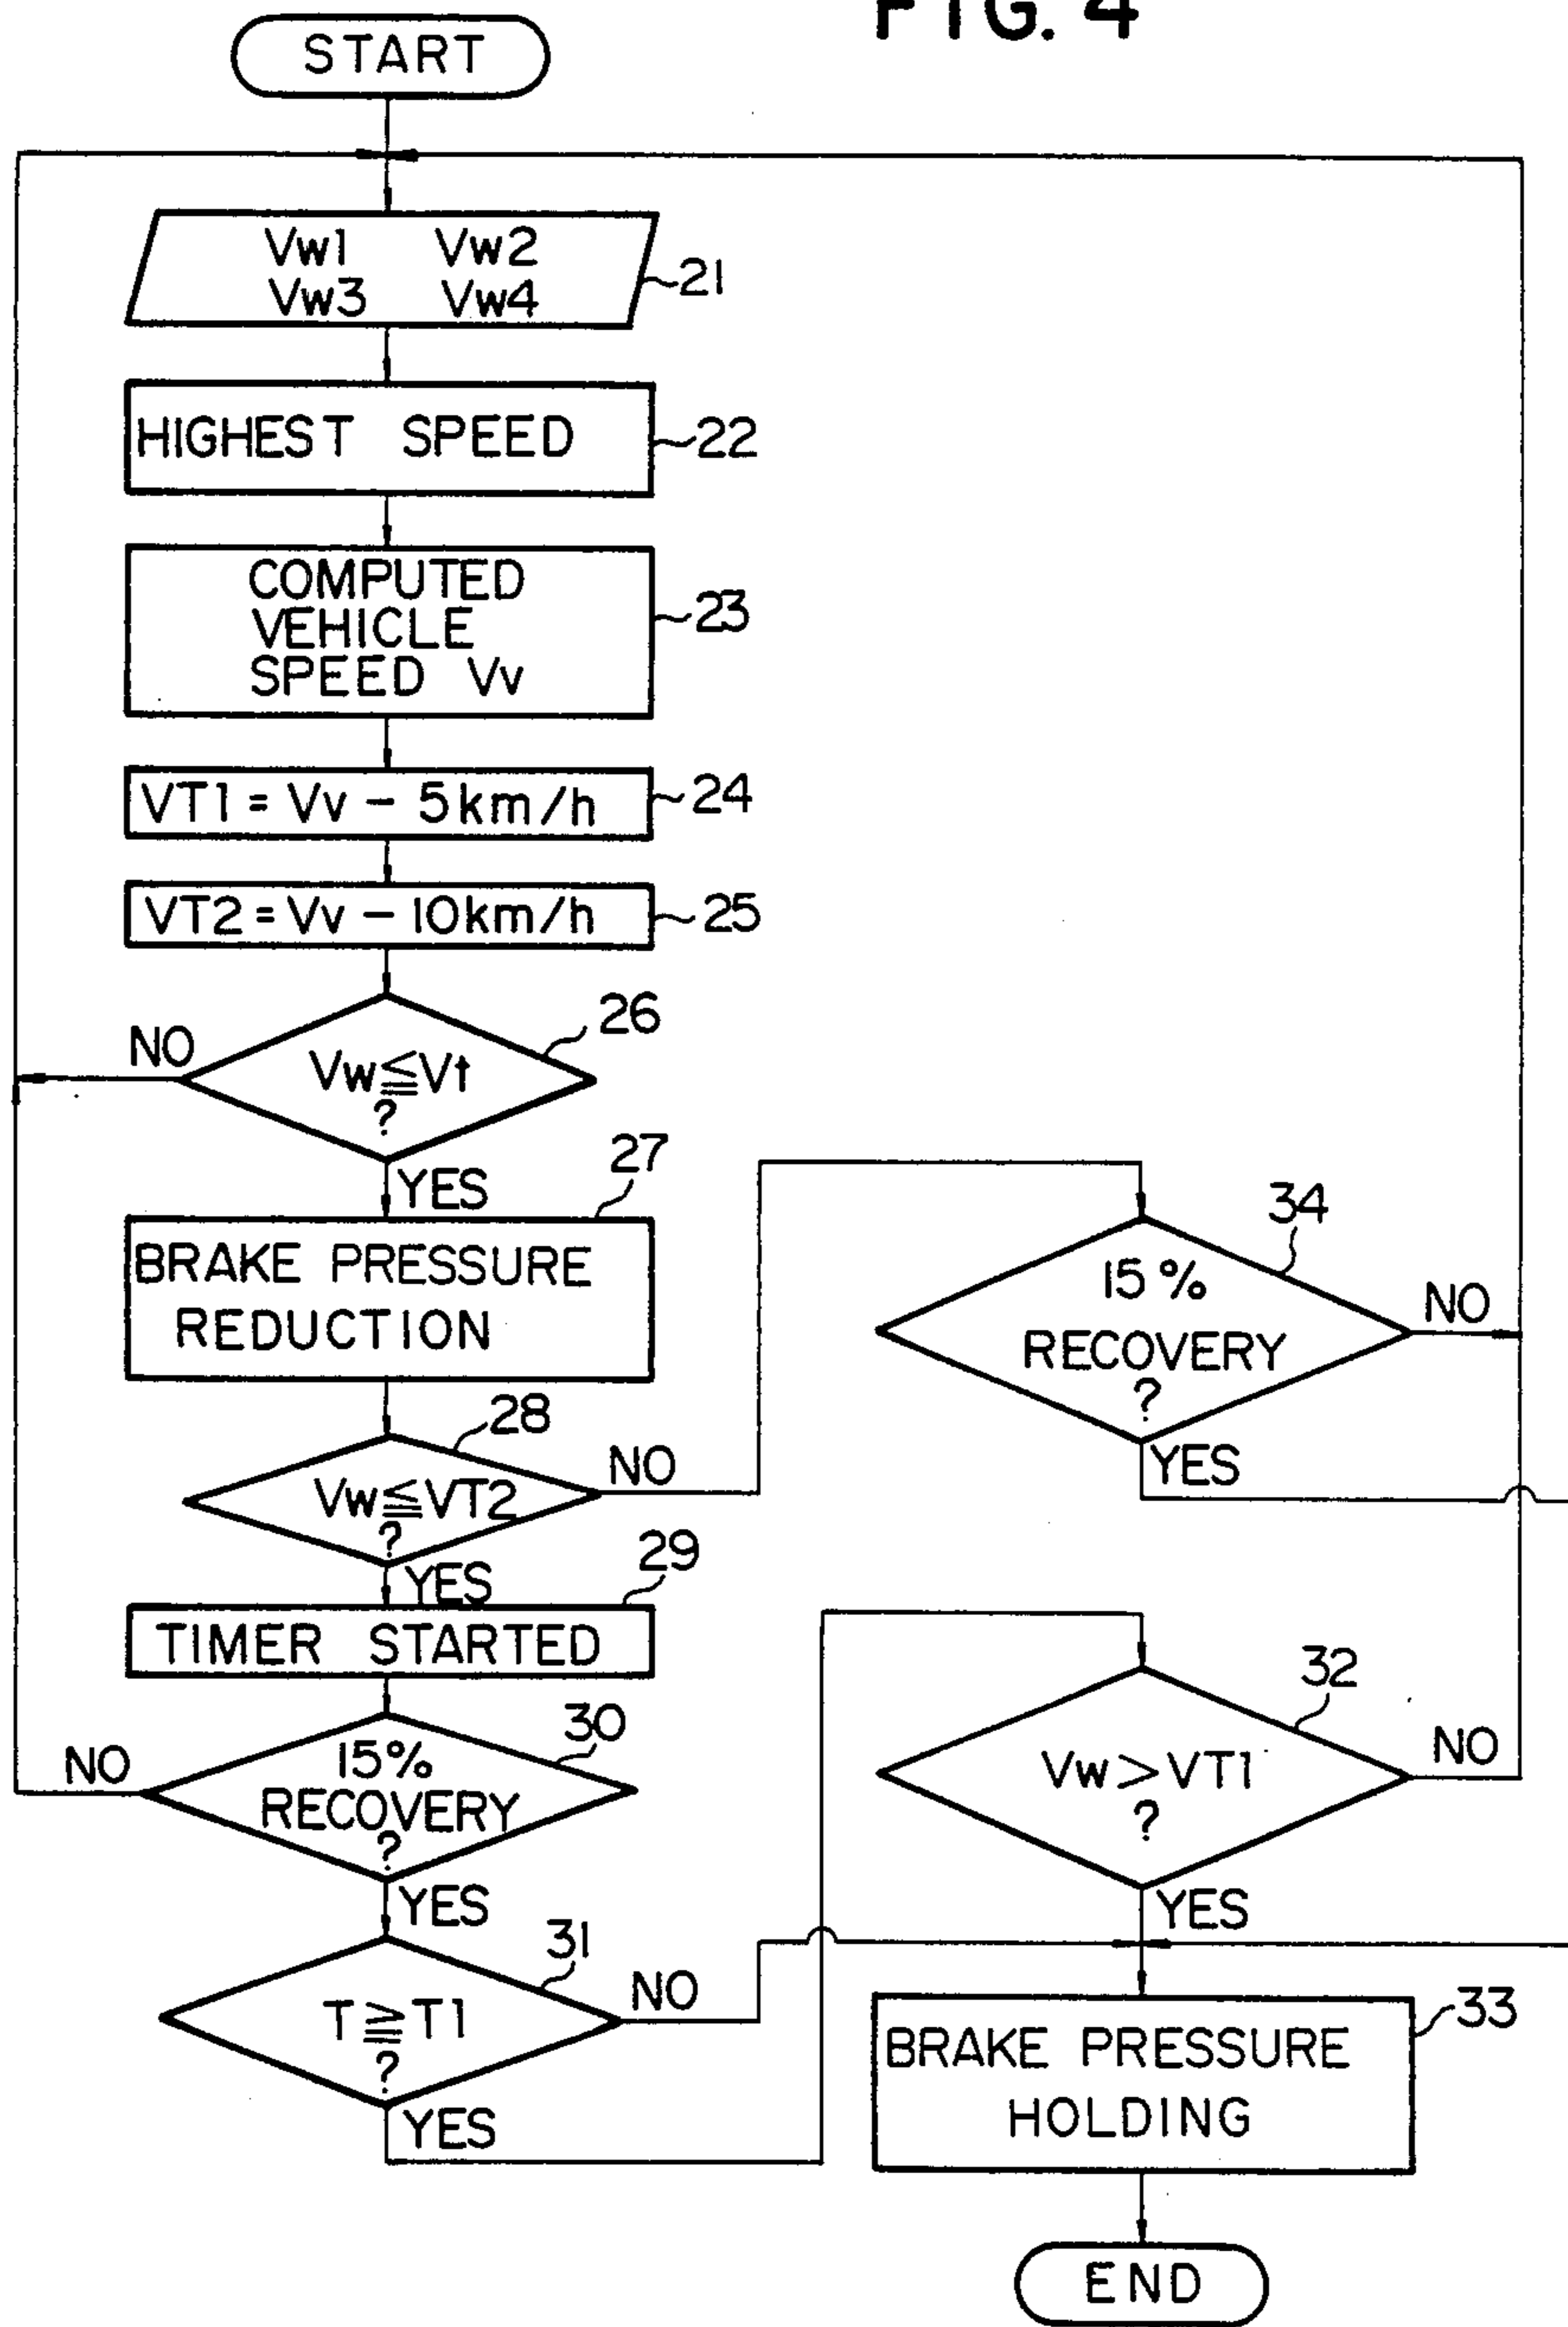 FIG. 4
START
Vw1 Vw2
Vw3 Vw4
21
HIGHEST SPEED
22
COMPUTED
VEHICLE
SPEED Vv
23
VT1 = Vv - 5km/h
24
VT2 = Vv - 10km/h
25
26
NO
Vw≦Vt
?
YES
27
BRAKE PRESSURE
REDUCTION
28
Vw≦VT2
?
NO
YES
29
TIMER STARTED
30
NO
15%
RECOVERY
?
YES
31
T≧T1
?
NO
YES
34
15%
RECOVERY
?
NO
YES
32
Vw>VT1
?
NO
YES
33
BRAKE PRESSURE
HOLDING
END